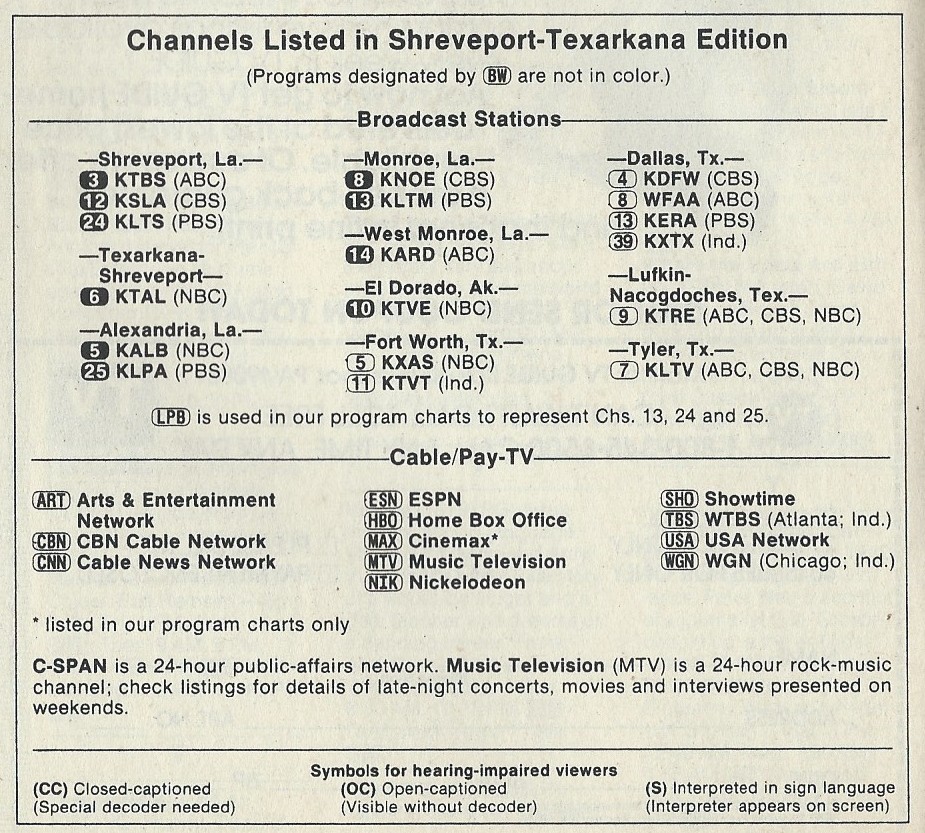 Channels Listed in Shreveport-Texarkana Edition
(Programs designated by BW are not in color.)
Broadcast Stations
—Shreveport, La.—
3 KTBS (ABC)
12 KSLA (CBS)
24 KLTS (PBS)
—Texarkana-
Shreveport—
6 KTAL (NBC)
—Alexandria, La.—
5 KALB (NBC)
25 KLPA (PBS)
—Monroe, La.—
8 KNOE (CBS)
13 KLTM (PBS)
—West Monroe, La.—
14 KARD (ABC)
—El Dorado, Ak.—
10 KTVE (NBC)
—Fort Worth, Tx.—
5 KXAS (NBC)
11 KTVT (Ind.)
—Dallas, Tx.—
4 KDFW (CBS)
8 WFAA (ABC)
13 KERA (PBS)
39 KXTX (Ind.)
—Lufkin-
Nacogdoches, Tex.—
9 KTRE (ABC, CBS, NBC)
—Tyler, Tx.—
7 KLTV (ABC, CBS, NBC)
LPB is used in our program charts to represent Chs. 13, 24 and 25.
Cable/Pay-TV
ART Arts & Entertainment
Network
CBN CBN Cable Network
CNN Cable News Network
ESN ESPN
HBO Home Box Office
MAX Cinemax*
MTV Music Television
NIK Nickelodeon
SHO Showtime
TBS WTBS (Atlanta; Ind.)
USA USA Network
WGN WGN (Chicago; Ind.)
* listed in our program charts only
C-SPAN is a 24-hour public-affairs network. Music Television (MTV) is a 24-hour rock-music
channel; check listings for details of late-night concerts, movies and interviews presented on
weekends.
Symbols for hearing-impaired viewers
(CC) Closed-captioned
(Special decoder needed)
(OC) Open-captioned
(Visible without decoder)
(S) Interpreted in sign language
(Interpreter appears on screen)